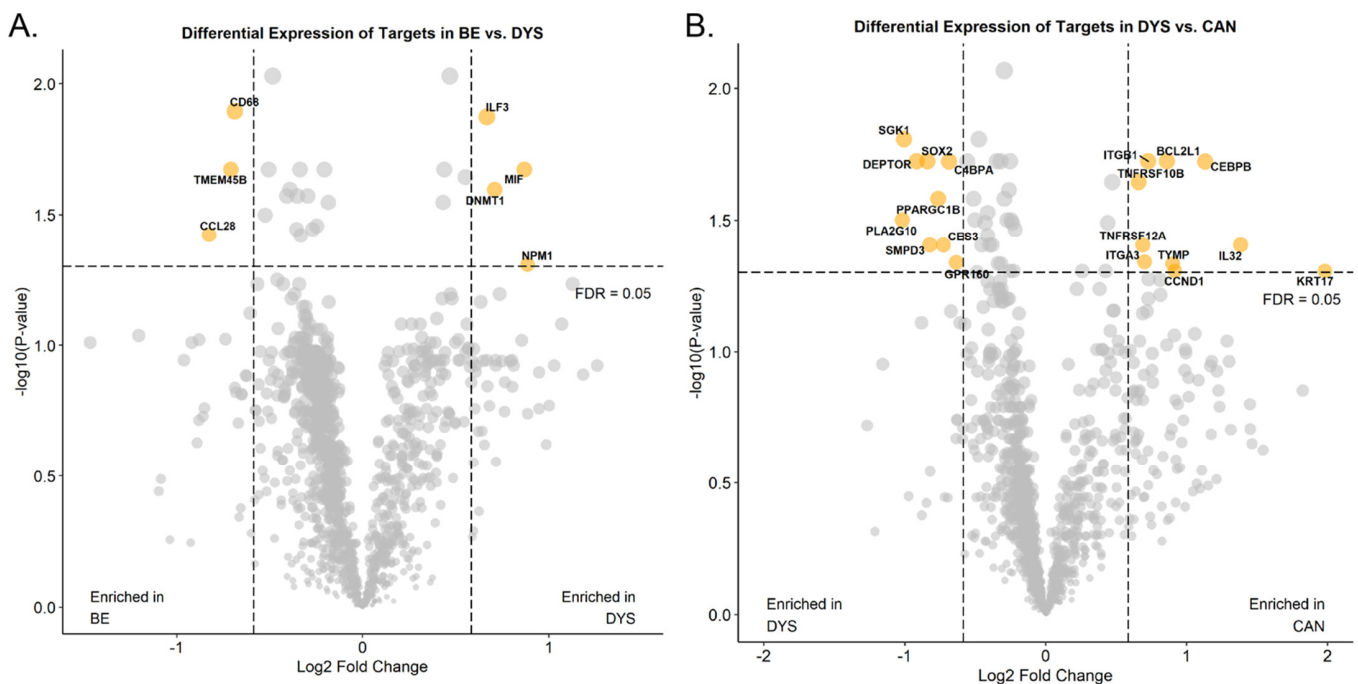 A.
Differential Expression of Targets in BE vs. DYS
2.0
1.5
1.0
0.5
0.0
-log10(P-value)
CD68
TMEM45B
CCL28
ILF3
MIF
DNMT1
NPM1
FDR = 0.05
Enriched in
BE
Enriched in
DYS
-1
0
1
Log2 Fold Change
B.
Differential Expression of Targets in DYS vs. CAN
2.0
1.5
1.0
0.5
0.0
-log10(P-value)
SGK1
SOX2
DEPTOR
C4BPA
PPARGC1B
PLA2G10
CES3
SMPD3
GPR160
ITGB1
BCL2L1
CEBPB
TNFRSF10B
TNFRSF12A
ITGA3
TYMP
IL32
CCND1
KRT17
FDR = 0.05
Enriched in
DYS
Enriched in
CAN
-2
-1
0
1
2
Log2 Fold Change